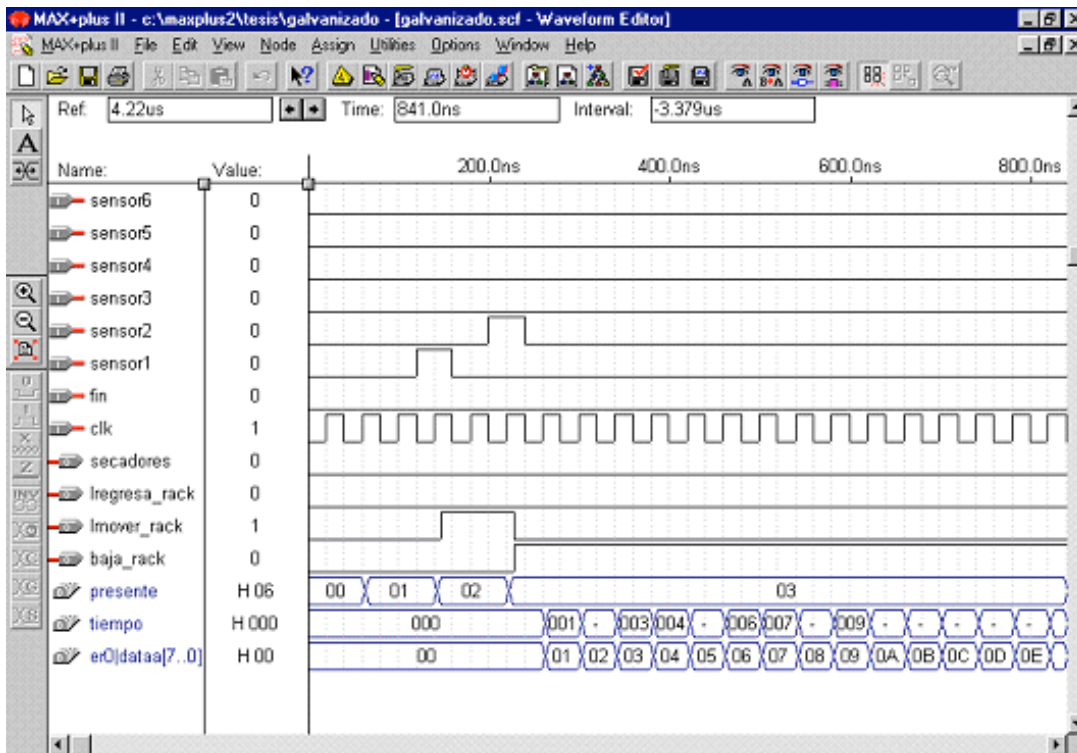 MAX+plus II - c:\maxplus2\tesis\galvanizado - [galvanizado.scf - Waveform Editor]
MAX+plus II File Edit View Node Assign Utilities Options Window Help
Ref: 4.22us Time: 841.0ns Interval: -3.379us
Name: Value: 200.0ns 400.0ns 600.0ns 800.0ns
sensor6 0
sensor5 0
sensor4 0
sensor3 0
sensor2 0
sensor1 0
fin 0
clk 1
secadores 0
lregresa_rack 0
lmover_rack 1
baja_rack 0
presente H 06 00 01 02 03
tiempo H 000 000 001 - 003 004 - 006 007 - 009 - - - - -
er0|dataa[7..0] H 00 00 01 02 03 04 05 06 07 08 09 0A 0B 0C 0D 0E